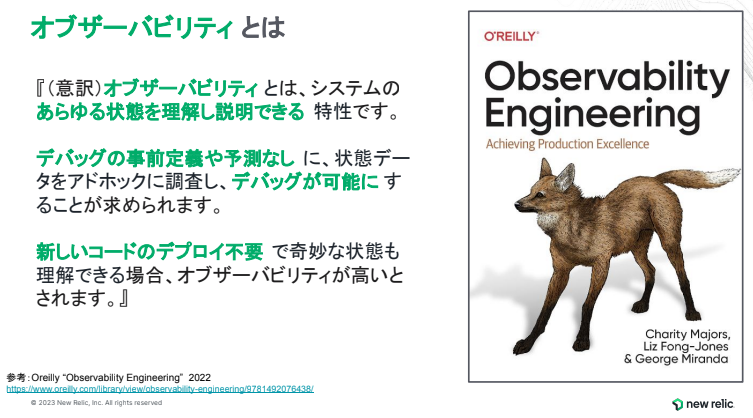 オブザーバビリティ とは
『（意訳）オブザーバビリティ とは、システムの
あらゆる状態を理解し説明できる 特性です。
デバッグの事前定義や予測なし に、状態デー
タをアドホックに調査し、デバッグが可能に す
ることが求められます。
新しいコードのデプロイ不要 で奇妙な状態も
理解できる場合、オブザーバビリティが高いと
されます。』
O'REILLY®
Observability
Engineering
Achieving Production Excellence
Charity Majors,
Liz Fong-Jones
& George Miranda
参考：Oreilly “Observability Engineering” 2022
https://www.oreilly.com/library/view/observability-engineering/9781492076438/
© 2023 New Relic, Inc. All rights reserved
new relic.